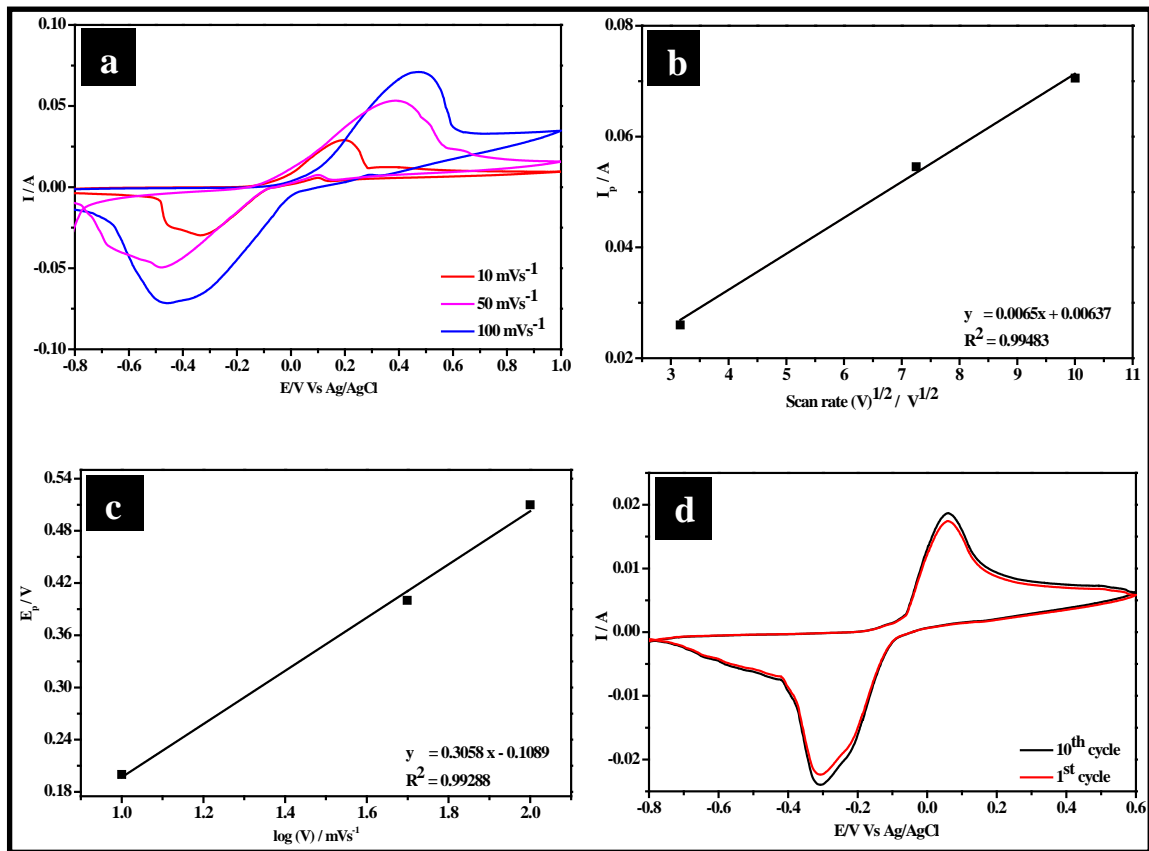 a
0.10
0.05
0.00
-0.05
-0.10
I / A
-0.8 -0.6 -0.4 -0.2 0.0 0.2 0.4 0.6 0.8 1.0
E/V Vs Ag/AgCl
10 mVs⁻¹
50 mVs⁻¹
100 mVs⁻¹
b
0.08
0.06
0.04
0.02
I_p / A
3 4 5 6 7 8 9 10 11
Scan rate (V)^1/2 / V^1/2
y = 0.0065x + 0.00637
R² = 0.99483
c
0.54
0.48
0.42
0.36
0.30
0.24
0.18
E_p / V
1.0 1.2 1.4 1.6 1.8 2.0
log (V) / mVs⁻¹
y = 0.3058 x - 0.1089
R² = 0.99288
d
0.02
0.01
0.00
-0.01
-0.02
I / A
-0.8 -0.6 -0.4 -0.2 0.0 0.2 0.4 0.6
E/V Vs Ag/AgCl
10th cycle
1st cycle